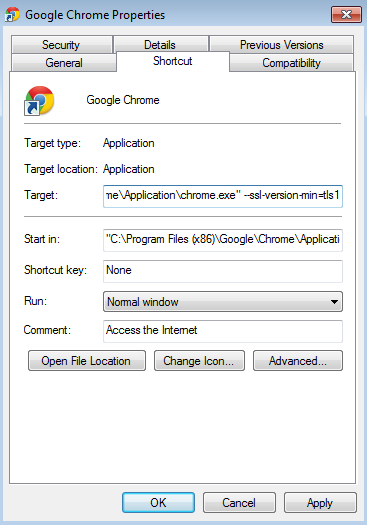 Google Chrome Properties
Security Details Previous Versions
General Shortcut Compatibility
Google Chrome
Target type: Application
Target location: Application
Target: me\Application\chrome.exe" --ssl-version-min=tls1
Start in: "C:\Program Files (x86)\Google\Chrome\Applicati
Shortcut key: None
Run: Normal window
Comment: Access the Internet
Open File Location Change Icon... Advanced...
OK Cancel Apply